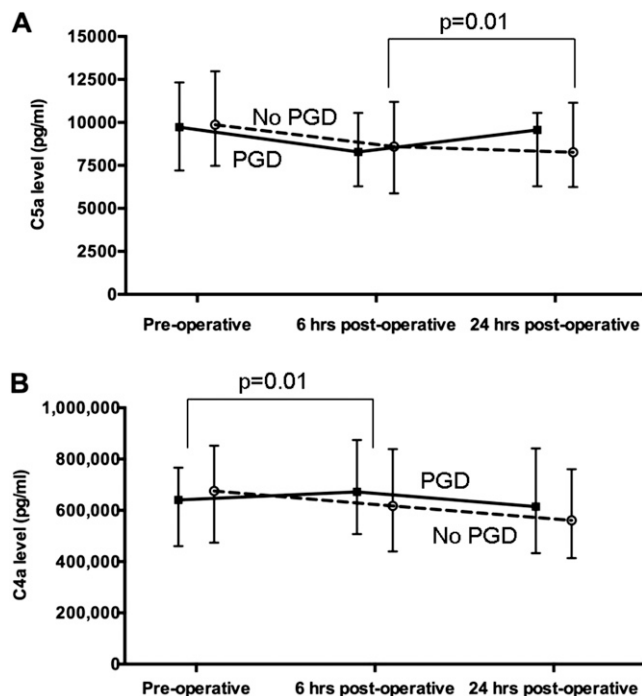 A
p=0.01
15000
12500
10000
7500
5000
2500
0
C5a level (pg/ml)
No PGD
PGD
Pre-operative 6 hrs post-operative 24 hrs post-operative
B
p=0.01
1,000,000
800,000
600,000
400,000
200,000
0
C4a level (pg/ml)
PGD
No PGD
Pre-operative 6 hrs post-operative 24 hrs post-operative